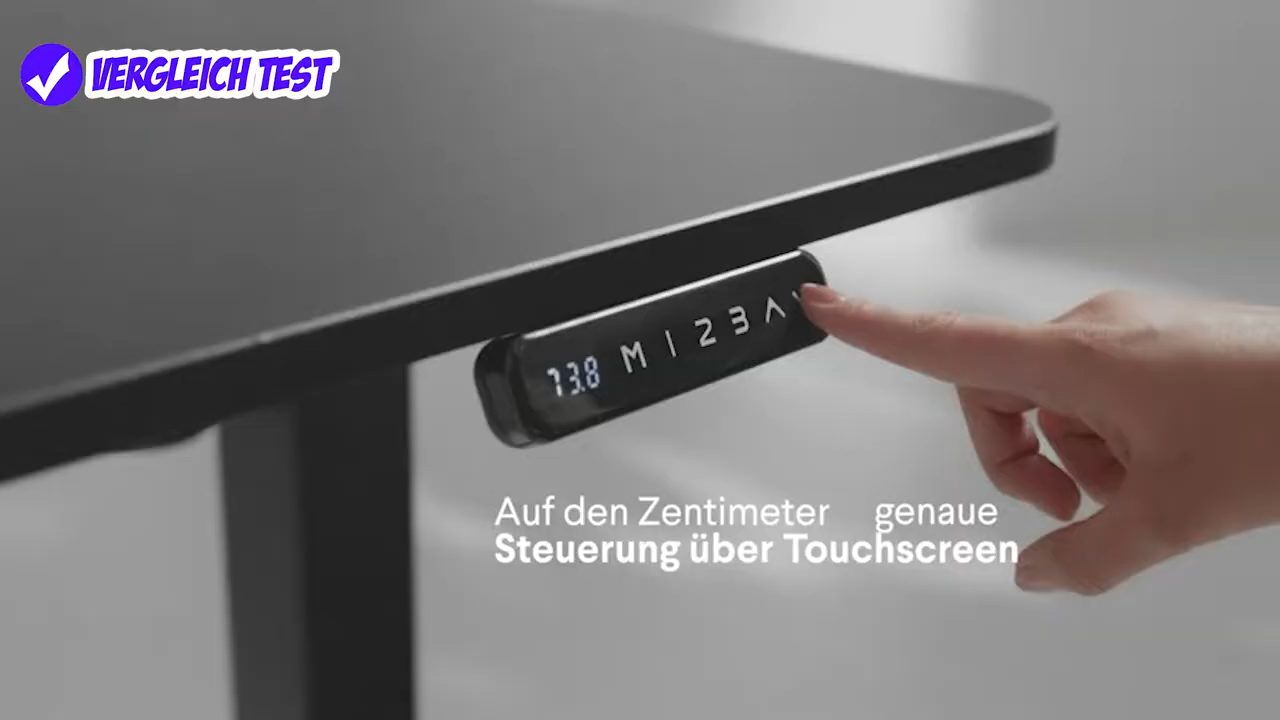 VERGLEICH TEST
73.8 M 1 2 3
Auf den Zentimeter genaue
Steuerung über Touchscreen